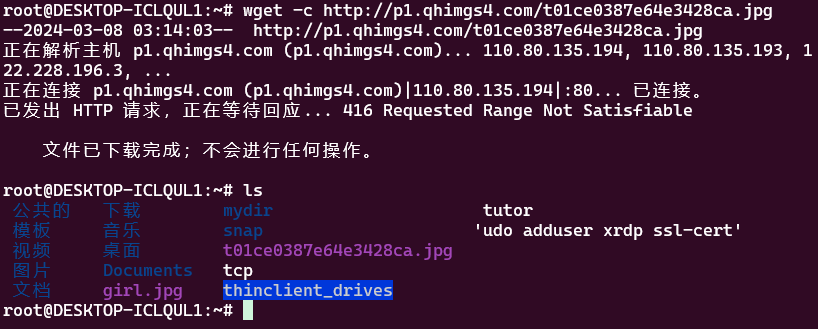 root@DESKTOP-ICLQUL1:~# wget -c http://p1.qhimgs4.com/t01ce0387e64e3428ca.jpg
--2024-03-08 03:14:03--  http://p1.qhimgs4.com/t01ce0387e64e3428ca.jpg
正在解析主机 p1.qhimgs4.com (p1.qhimgs4.com)... 110.80.135.194, 110.80.135.193, 1
22.228.196.3, ...
正在连接 p1.qhimgs4.com (p1.qhimgs4.com)|110.80.135.194|:80... 已连接。
已发出 HTTP 请求，正在等待回应... 416 Requested Range Not Satisfiable
文件已下载完成；不会进行任何操作。
root@DESKTOP-ICLQUL1:~# ls
公共的 下载 mydir tutor
模板 音乐 snap 'udo adduser xrdp ssl-cert'
视频 桌面 t01ce0387e64e3428ca.jpg
图片 Documents tcp
文档 girl.jpg thinclient_drives
root@DESKTOP-ICLQUL1:~#